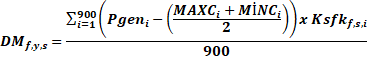 DM_{f,y,s} = \frac{\sum_{i=1}^{900} \left( Pgen_i - \left( \frac{MAXC_i + MİNC_i}{2} \right) \right) x Ksfk_{f,s,i}}{900}